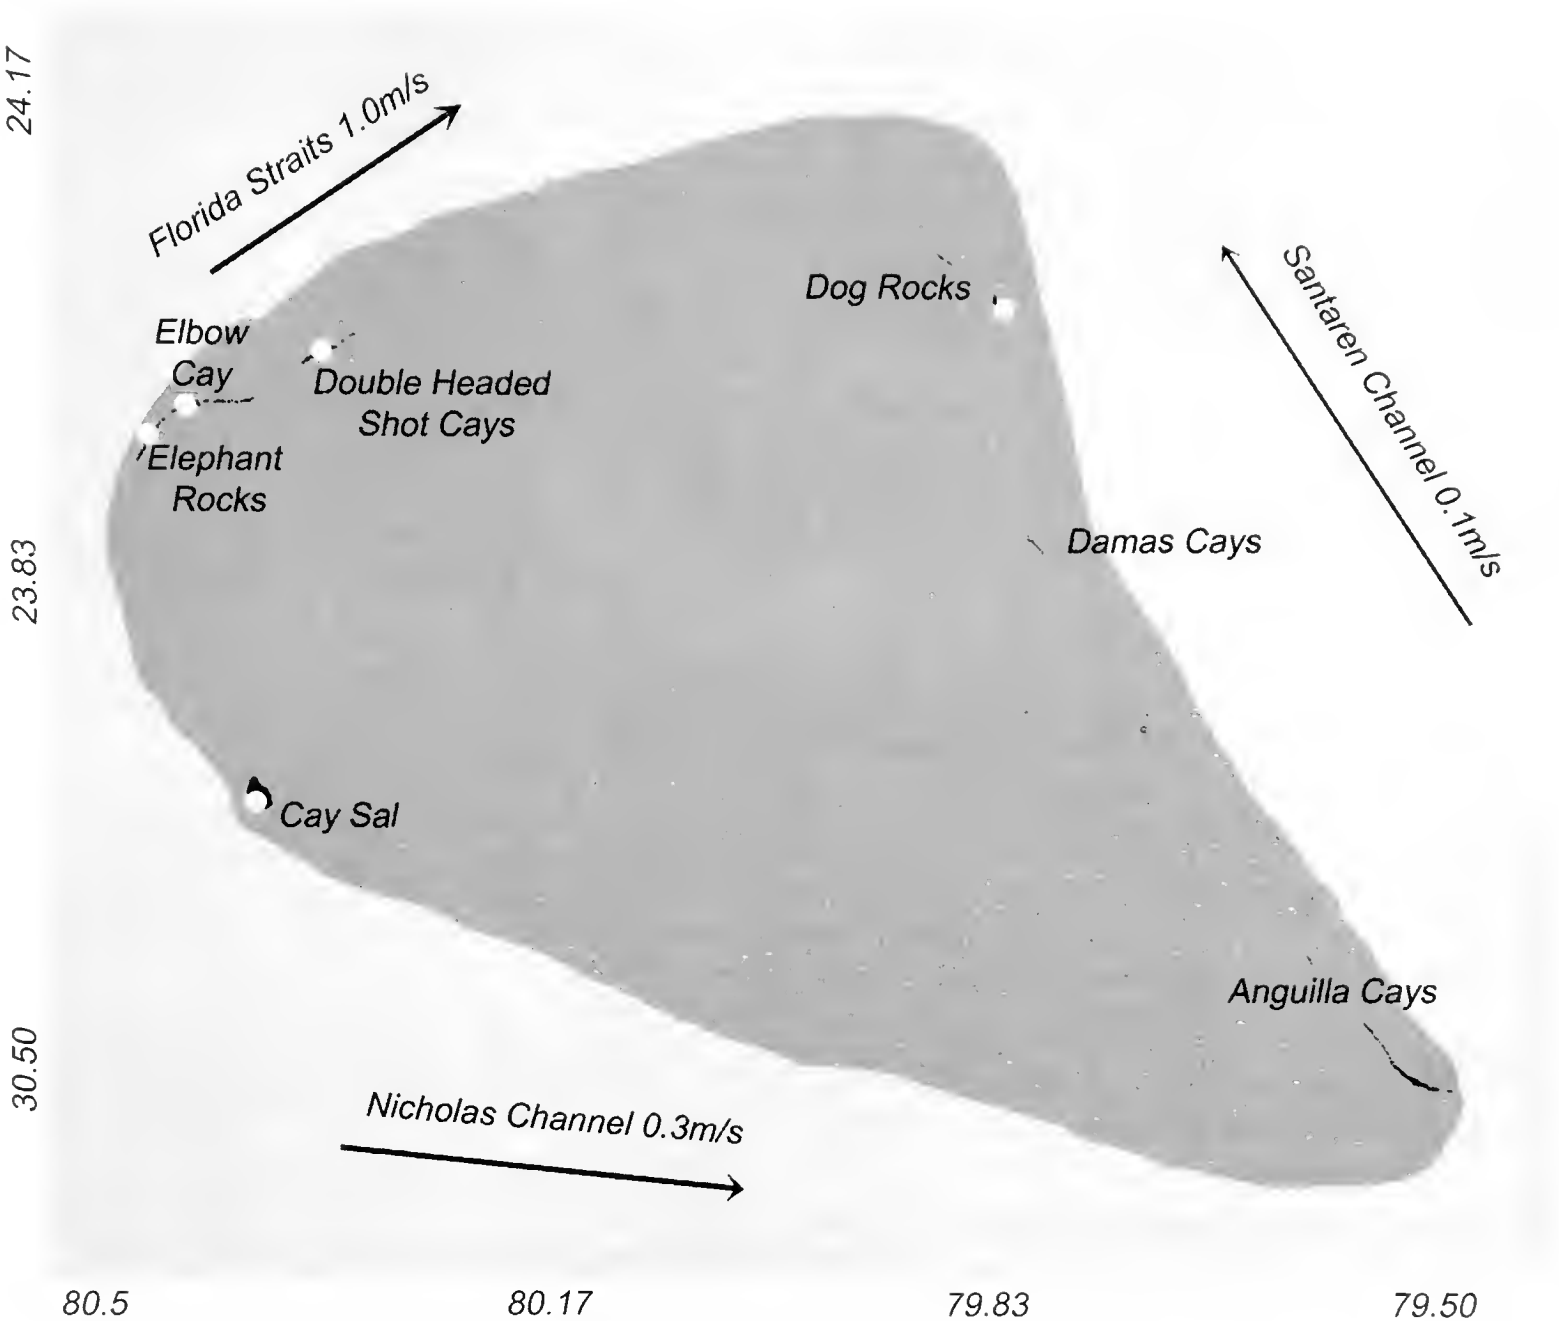 24.17
Florida Straits 1.0m/s
Santaren Channel 0.1m/s
Dog Rocks
Elbow
Cay
Double Headed
Shot Cays
Elephant
Rocks
23.83
Damas Cays
Cay Sal
Anguilla Cays
30.50
Nicholas Channel 0.3m/s
80.5
80.17
79.83
79.50